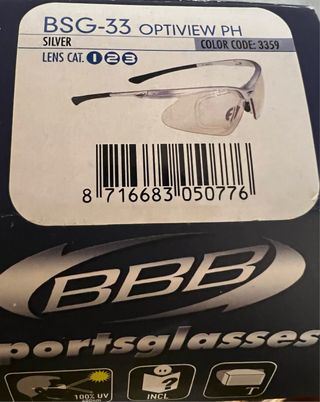 BSG-33 OPTIVIEW PH
SILVER
COLOR CODE: 3359
LENS CAT. 1 2 3
8 716683 050776
BBB
portsglasses
100% UV
INCL.
T